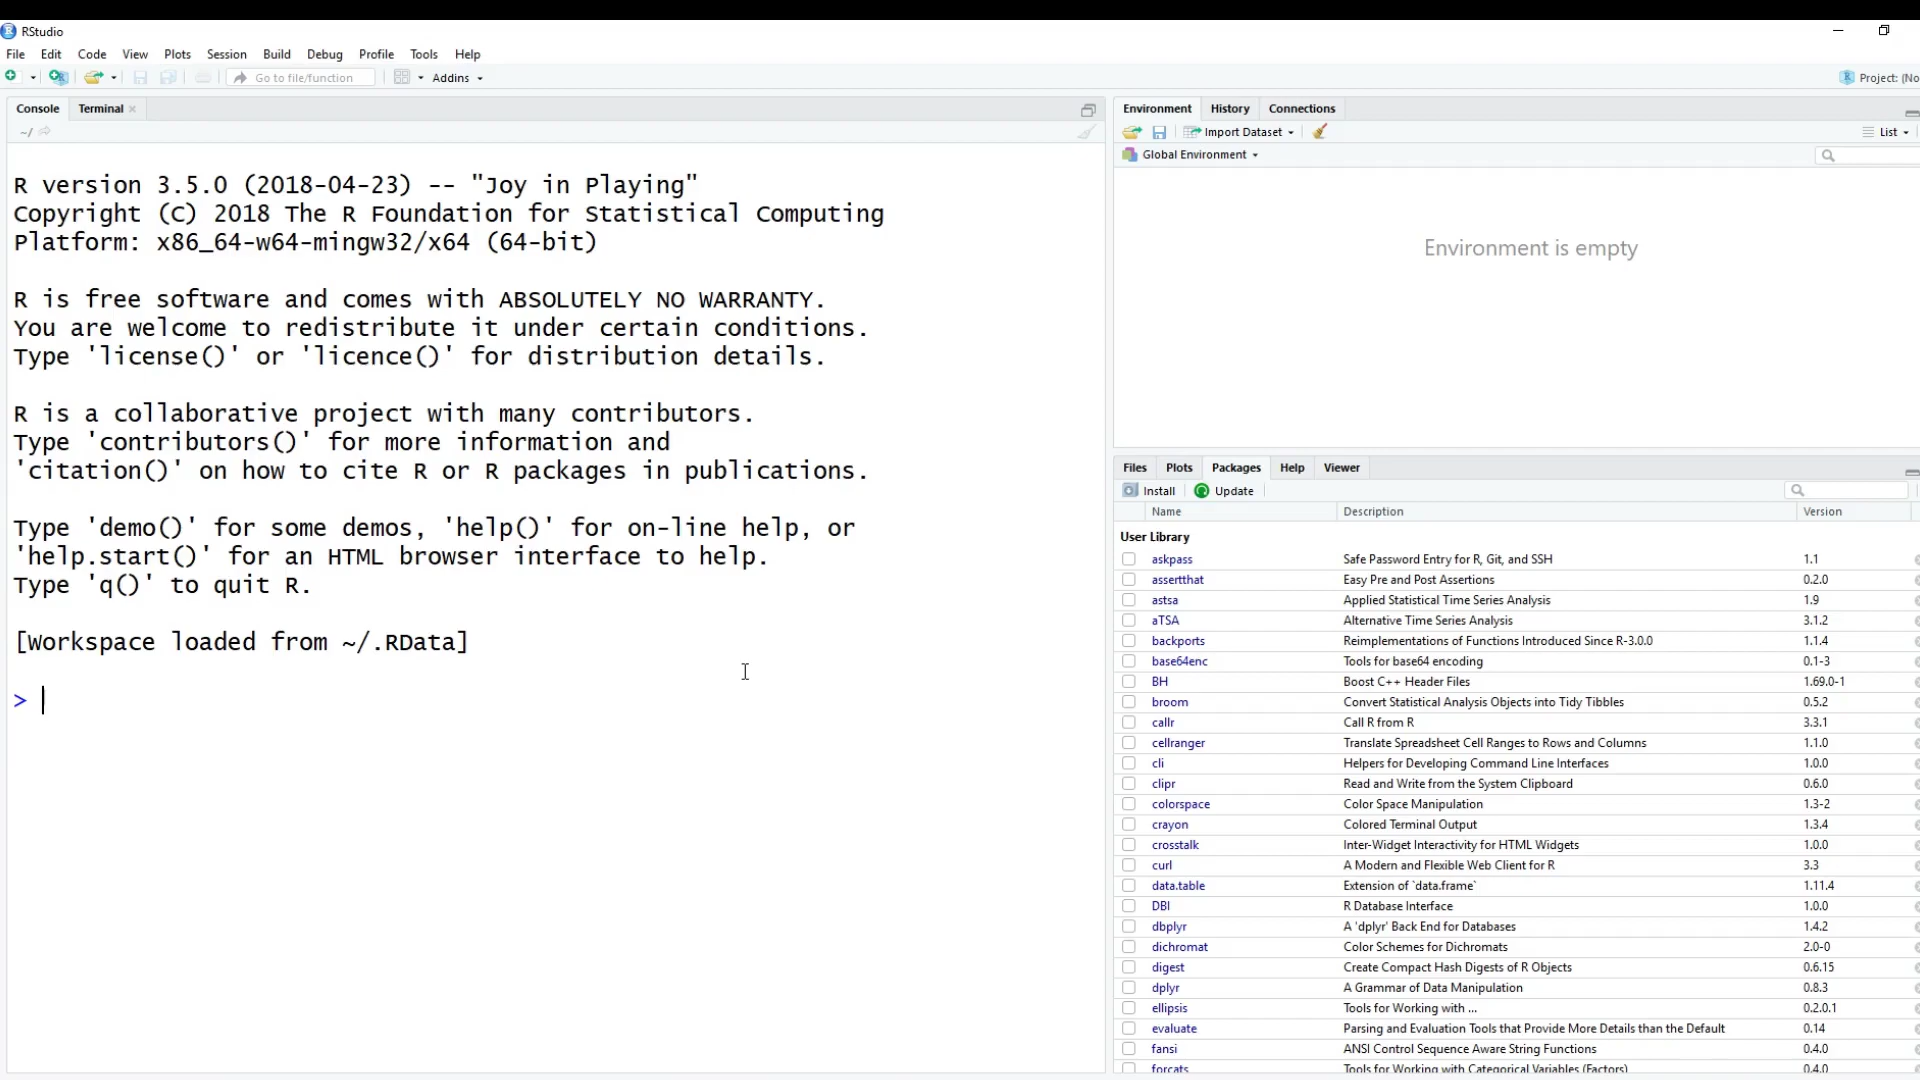 RStudio
File Edit Code View Plots Session Build Debug Profile Tools Help
Go to file/function Addins Project: (No
Console Terminal
~/
R version 3.5.0 (2018-04-23) -- "Joy in Playing"
Copyright (C) 2018 The R Foundation for Statistical Computing
Platform: x86_64-w64-mingw32/x64 (64-bit)
R is free software and comes with ABSOLUTELY NO WARRANTY.
You are welcome to redistribute it under certain conditions.
Type 'license()' or 'licence()' for distribution details.
R is a collaborative project with many contributors.
Type 'contributors()' for more information and
'citation()' on how to cite R or R packages in publications.
Type 'demo()' for some demos, 'help()' for on-line help, or
'help.start()' for an HTML browser interface to help.
Type 'q()' to quit R.
[Workspace loaded from ~/.RData]
>
Environment History Connections
Import Dataset List
Global Environment
Environment is empty
Files Plots Packages Help Viewer
Install Update
Name Description Version
User Library
askpass Safe Password Entry for R, Git, and SSH 1.1
assertthat Easy Pre and Post Assertions 0.2.0
astsa Applied Statistical Time Series Analysis 1.9
aTSA Alternative Time Series Analysis 3.1.2
backports Reimplementations of Functions Introduced Since R-3.0.0 1.1.4
base64enc Tools for base64 encoding 0.1-3
BH Boost C++ Header Files 1.69.0-1
broom Convert Statistical Analysis Objects into Tidy Tibbles 0.5.2
callr Call R from R 3.3.1
cellranger Translate Spreadsheet Cell Ranges to Rows and Columns 1.1.0
cli Helpers for Developing Command Line Interfaces 1.0.0
clipr Read and Write from the System Clipboard 0.6.0
colorspace Color Space Manipulation 1.3-2
crayon Colored Terminal Output 1.3.4
crosstalk Inter-Widget Interactivity for HTML Widgets 1.0.0
curl A Modern and Flexible Web Client for R 3.3
data.table Extension of `data.frame` 1.11.4
DBI R Database Interface 1.0.0
dbplyr A 'dplyr' Back End for Databases 1.4.2
dichromat Color Schemes for Dichromats 2.0-0
digest Create Compact Hash Digests of R Objects 0.6.15
dplyr A Grammar of Data Manipulation 0.8.3
ellipsis Tools for Working with ... 0.2.0.1
evaluate Parsing and Evaluation Tools that Provide More Details than the Default 0.14
fansi ANSI Control Sequence Aware String Functions 0.4.0
forcats Tools for Working with Categorical Variables (Factors) 0.4.0